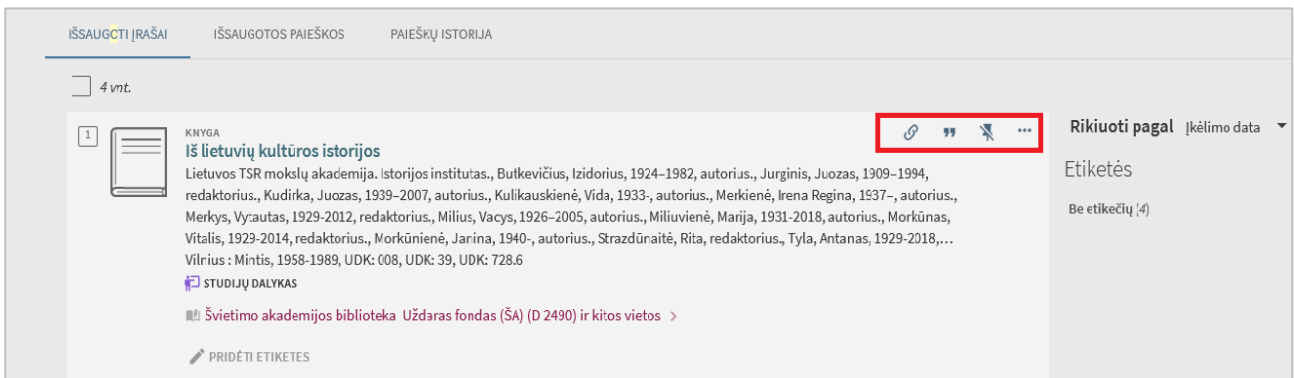 IŠSAUGOTI ĮRAŠAI
IŠSAUGOTOS PAIEŠKOS
PAIEŠKŲ ISTORIJA
4 vnt.
1
KNYGA
Iš lietuvių kultūros istorijos
Lietuvos TSR mokslų akademija. Istorijos institutas., Butkevičius, Izidorius, 1924–1982, autorius., Jurginis, Juozas, 1909–1994,
redaktorius., Kudirka, Juozas, 1939–2007, autorius., Kulikauskienė, Vida, 1933-, autorius., Merkienė, Irena Regina, 1937–, autorius.,
Merkys, Vytautas, 1929-2012, redaktorius., Milius, Vacys, 1926–2005, autorius., Miliuvienė, Marija, 1931-2018, autorius., Morkūnas,
Vitalis, 1929-2014, redaktorius., Morkūnienė, Janina, 1940-, autorius., Strazdūnaitė, Rita, redaktorius., Tyla, Antanas, 1929-2018,...
Vilnius : Mintis, 1958-1989, UDK: 008, UDK: 39, UDK: 728.6
STUDIJŲ DALYKAS
Švietimo akademijos biblioteka Uždaras fondas (ŠA) (D 2490) ir kitos vietos >
PRIDĖTI ETIKETES
Rikiuoti pagal Įkėlimo data
Etiketės
Be etikečių (4)